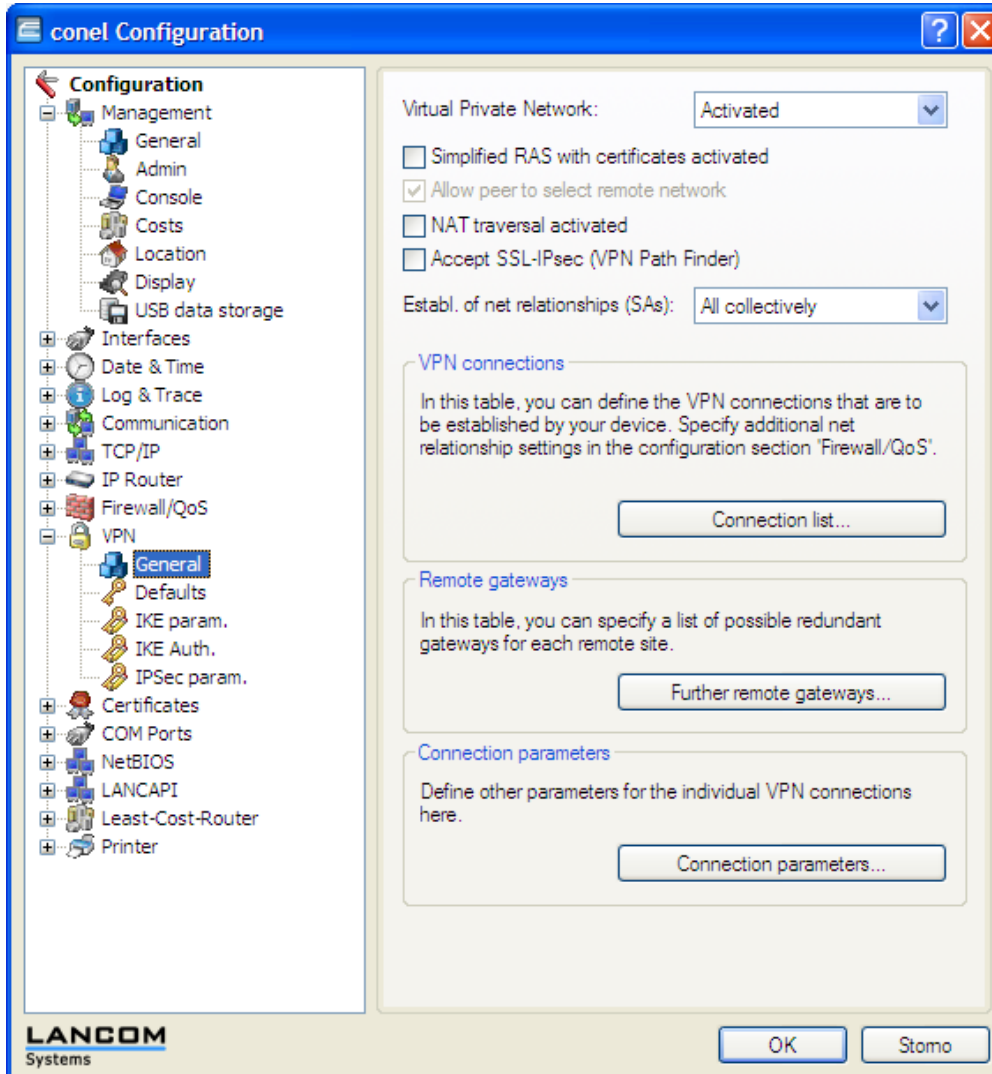 conel Configuration
Configuration
Management
General
Admin
Console
Costs
Location
Display
USB data storage
Interfaces
Date & Time
Log & Trace
Communication
TCP/IP
IP Router
Firewall/QoS
VPN
General
Defaults
IKE param.
IKE Auth.
IPSec param.
Certificates
COM Ports
NetBIOS
LANCAPI
Least-Cost-Router
Printer
Virtual Private Network: Activated
Simplified RAS with certificates activated
Allow peer to select remote network
NAT traversal activated
Accept SSL-IPsec (VPN Path Finder)
Establ. of net relationships (SAs): All collectively
VPN connections
In this table, you can define the VPN connections that are to
be established by your device. Specify additional net
relationship settings in the configuration section 'Firewall/QoS'.
Connection list...
Remote gateways
In this table, you can specify a list of possible redundant
gateways for each remote site.
Further remote gateways...
Connection parameters
Define other parameters for the individual VPN connections
here.
Connection parameters...
LANCOM
Systems
OK
Storno